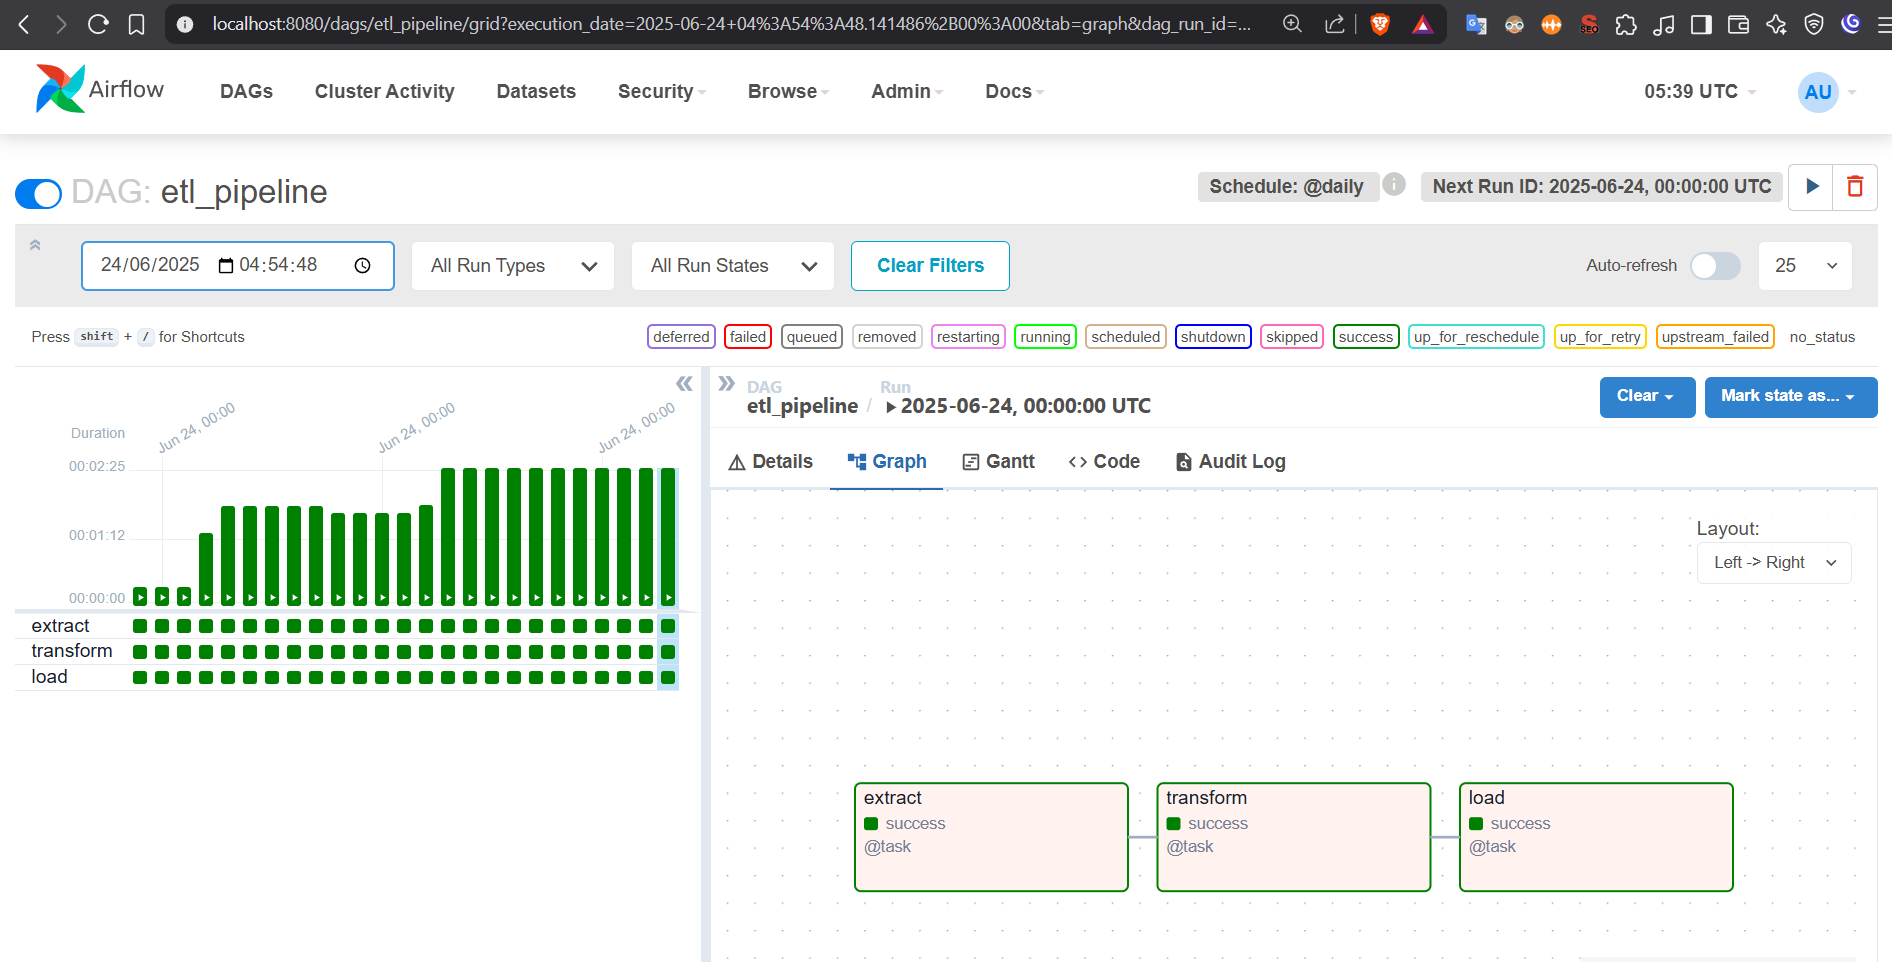 localhost:8080/dags/etl_pipeline/grid?execution_date=2025-06-24+04%3A54%3A48.141486%2B00%3A00&tab=graph&dag_run_id=...
Airflow DAGs Cluster Activity Datasets Security Browse Admin Docs 05:39 UTC AU
DAG: etl_pipeline Schedule: @daily Next Run ID: 2025-06-24, 00:00:00 UTC
24/06/2025 04:54:48 All Run Types All Run States Clear Filters Auto-refresh 25
Press shift + / for Shortcuts deferred failed queued removed restarting running scheduled shutdown skipped success up_for_reschedule up_for_retry upstream_failed no_status
Duration
Jun 24, 00:00 Jun 24, 00:00 Jun 24, 00:00
00:02:25
00:01:12
00:00:00
extract
transform
load
DAG Run
etl_pipeline / 2025-06-24, 00:00:00 UTC Clear Mark state as...
Details Graph Gantt Code Audit Log
Layout:
Left -> Right
extract
success
@task
transform
success
@task
load
success
@task